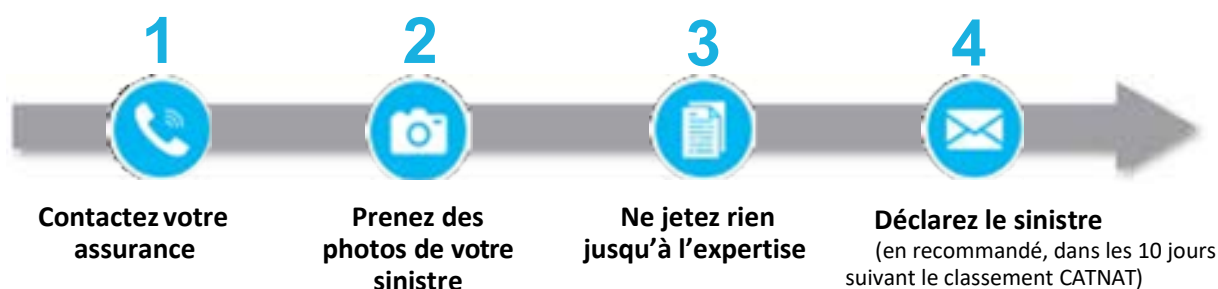 1
2
3
4
Contactez votre
assurance
Prenez des
photos de votre
sinistre
Ne jetez rien
jusqu’à l’expertise
Déclarez le sinistre
(en recommandé, dans les 10 jours
suivant le classement CATNAT)